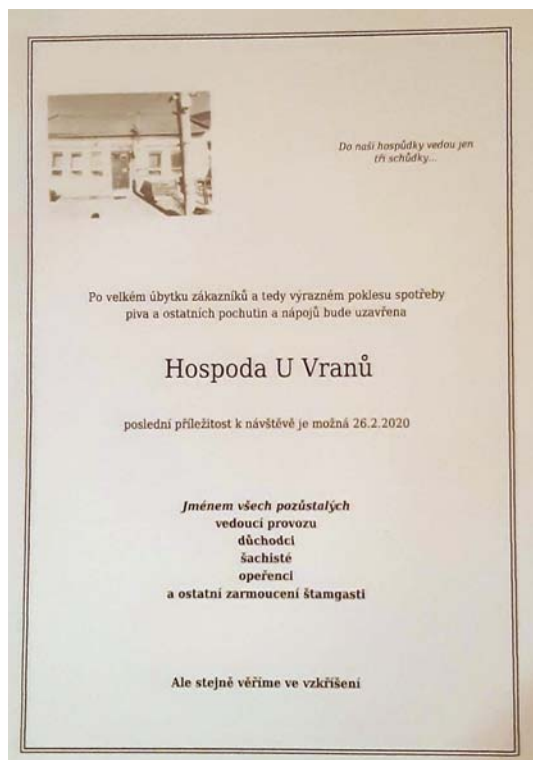 Do naší hospůdky vedou jen
tři schůdky...
Po velkém úbytku zákazníků a tedy výrazném poklesu spotřeby
piva a ostatních pochutin a nápojů bude uzavřena
Hospoda U Vranů
poslední příležitost k návštěvě je možná 26.2.2020
Jménem všech pozůstalých
vedoucí provozu
důchodci
šachisté
opeřenci
a ostatní zarmoucení štamgasti
Ale stejně věříme ve vzkříšení